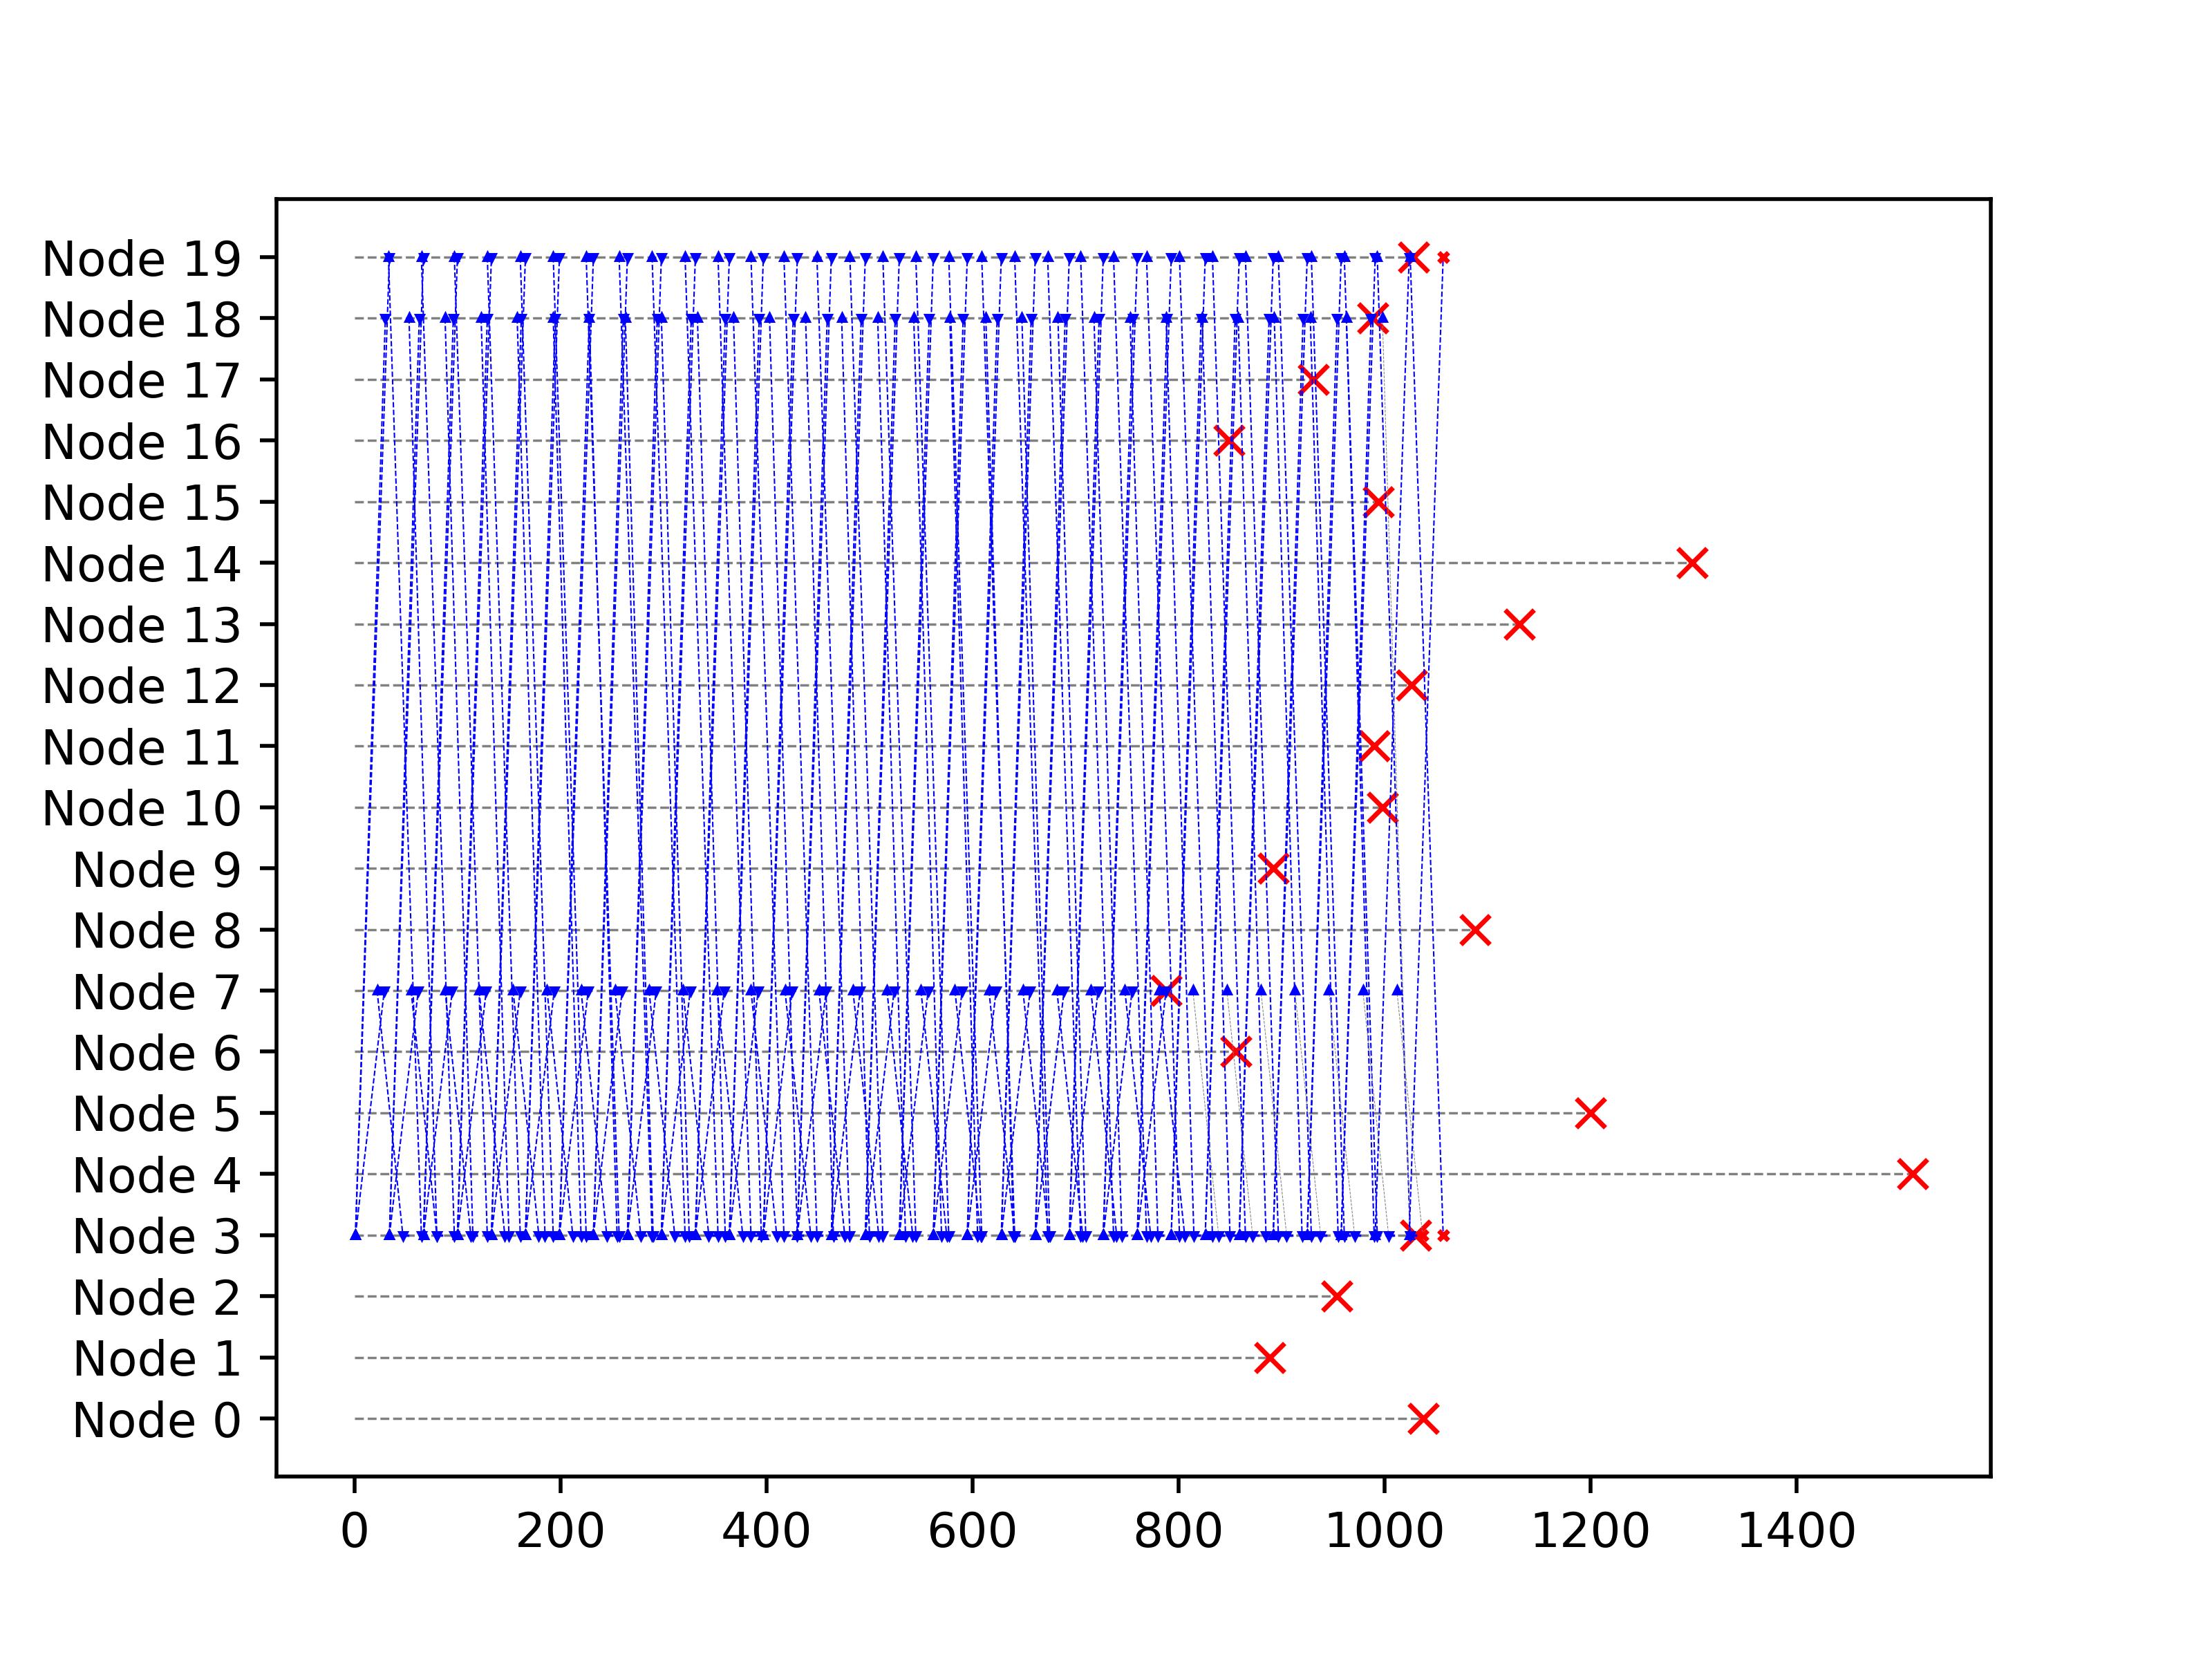 Node 19
Node 18
Node 17
Node 16
Node 15
Node 14
Node 13
Node 12
Node 11
Node 10
Node 9
Node 8
Node 7
Node 6
Node 5
Node 4
Node 3
Node 2
Node 1
Node 0
0 200 400 600 800 1000 1200 1400